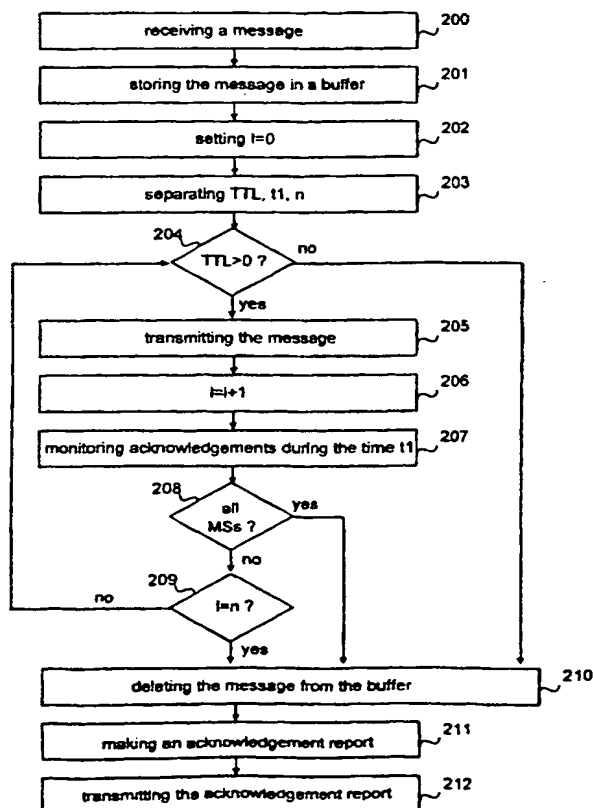 receiving a message 200
storing the message in a buffer 201
setting i=0 202
separating TTL, t1, n 203
204
TTL>0 ?
no
yes
transmitting the message 205
i=i+1 206
monitoring acknowledgements during the time t1 207
208
all
MSs ?
yes
no
209
i=n ?
no
yes
deleting the message from the buffer 210
making an acknowledgement report 211
transmitting the acknowledgement report 212